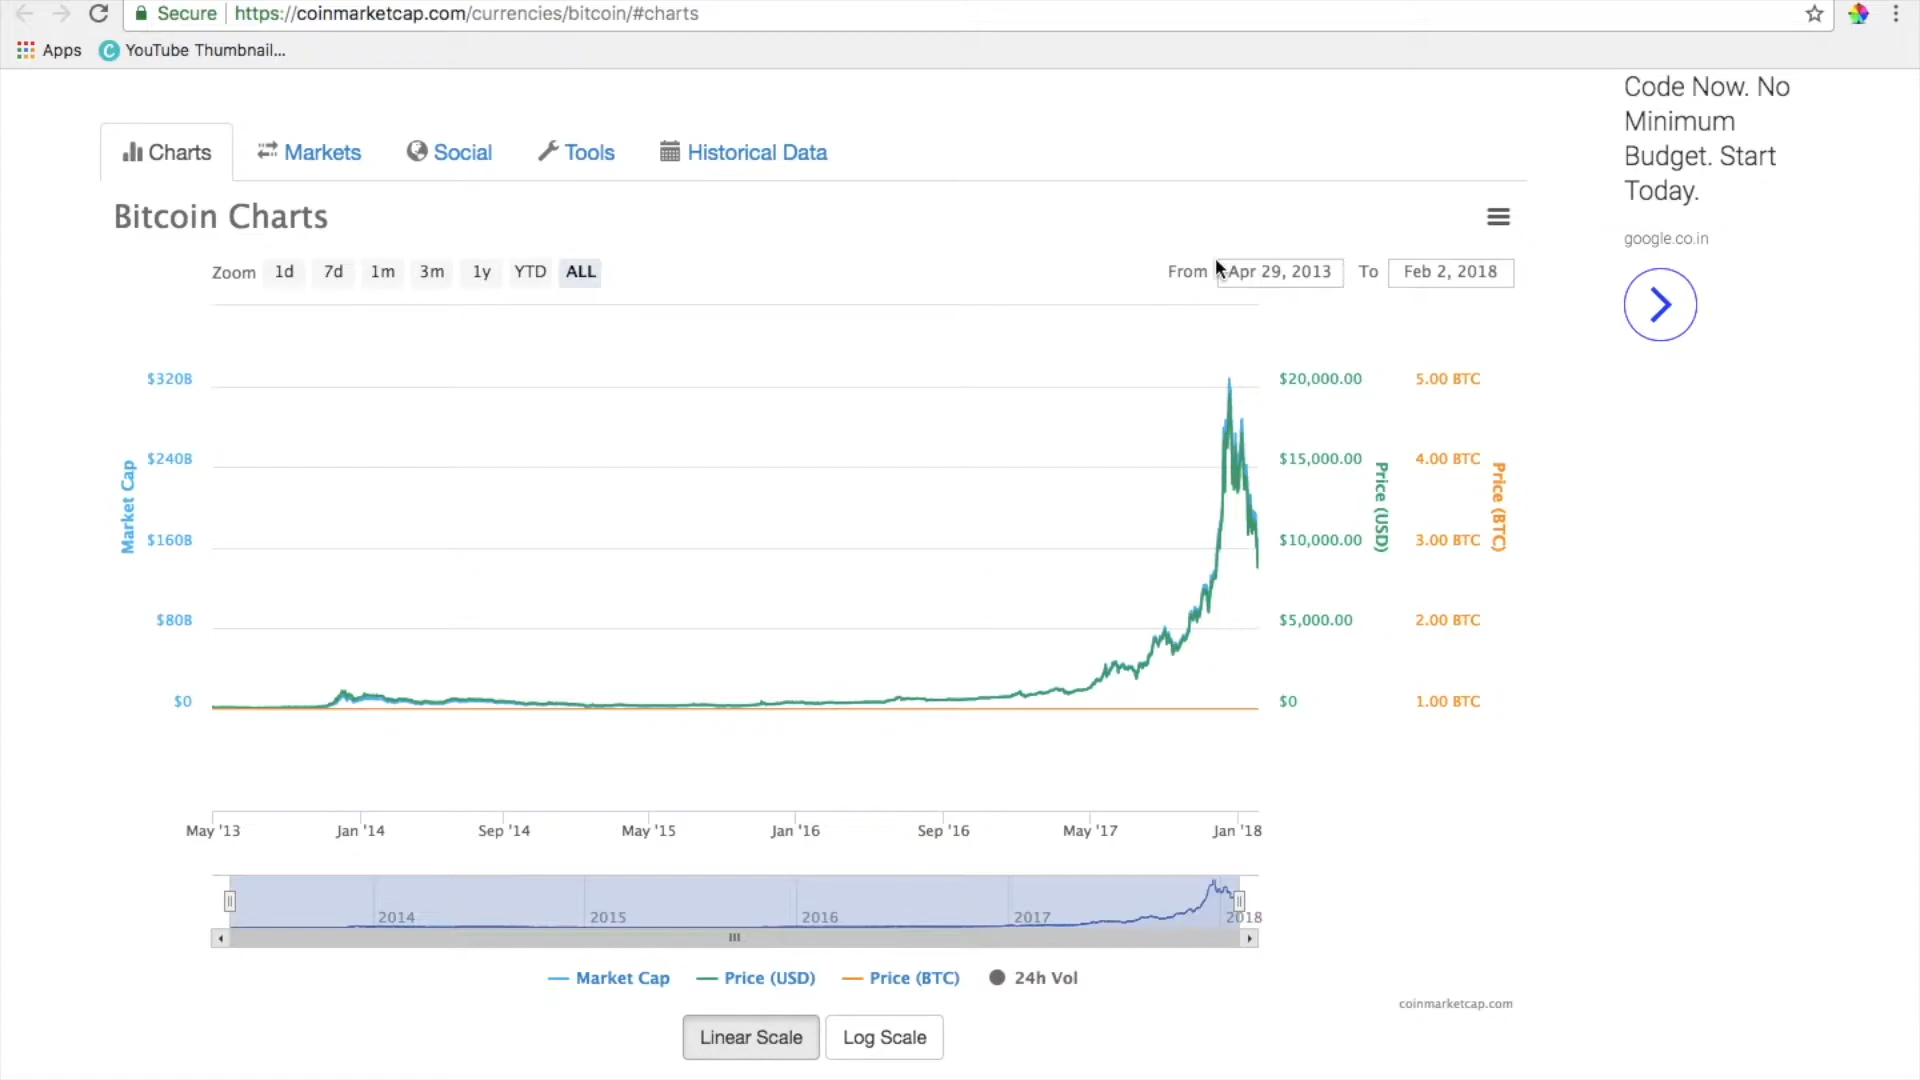 Secure https://coinmarketcap.com/currencies/bitcoin/#charts
Apps YouTube Thumbnail...
Code Now. No
Minimum
Budget. Start
Today.
google.co.in
Charts Markets Social Tools Historical Data
Bitcoin Charts
Zoom 1d 7d 1m 3m 1y YTD ALL From Apr 29, 2013 To Feb 2, 2018
$320B $20,000.00 5.00 BTC
$240B $15,000.00 4.00 BTC
Market Cap
Price (USD)
Price (BTC)
$160B $10,000.00 3.00 BTC
$80B $5,000.00 2.00 BTC
$0 $0 1.00 BTC
May '13 Jan '14 Sep '14 May '15 Jan '16 Sep '16 May '17 Jan '18
2014 2015 2016 2017 2018
Market Cap Price (USD) Price (BTC) 24h Vol
coinmarketcap.com
Linear Scale Log Scale